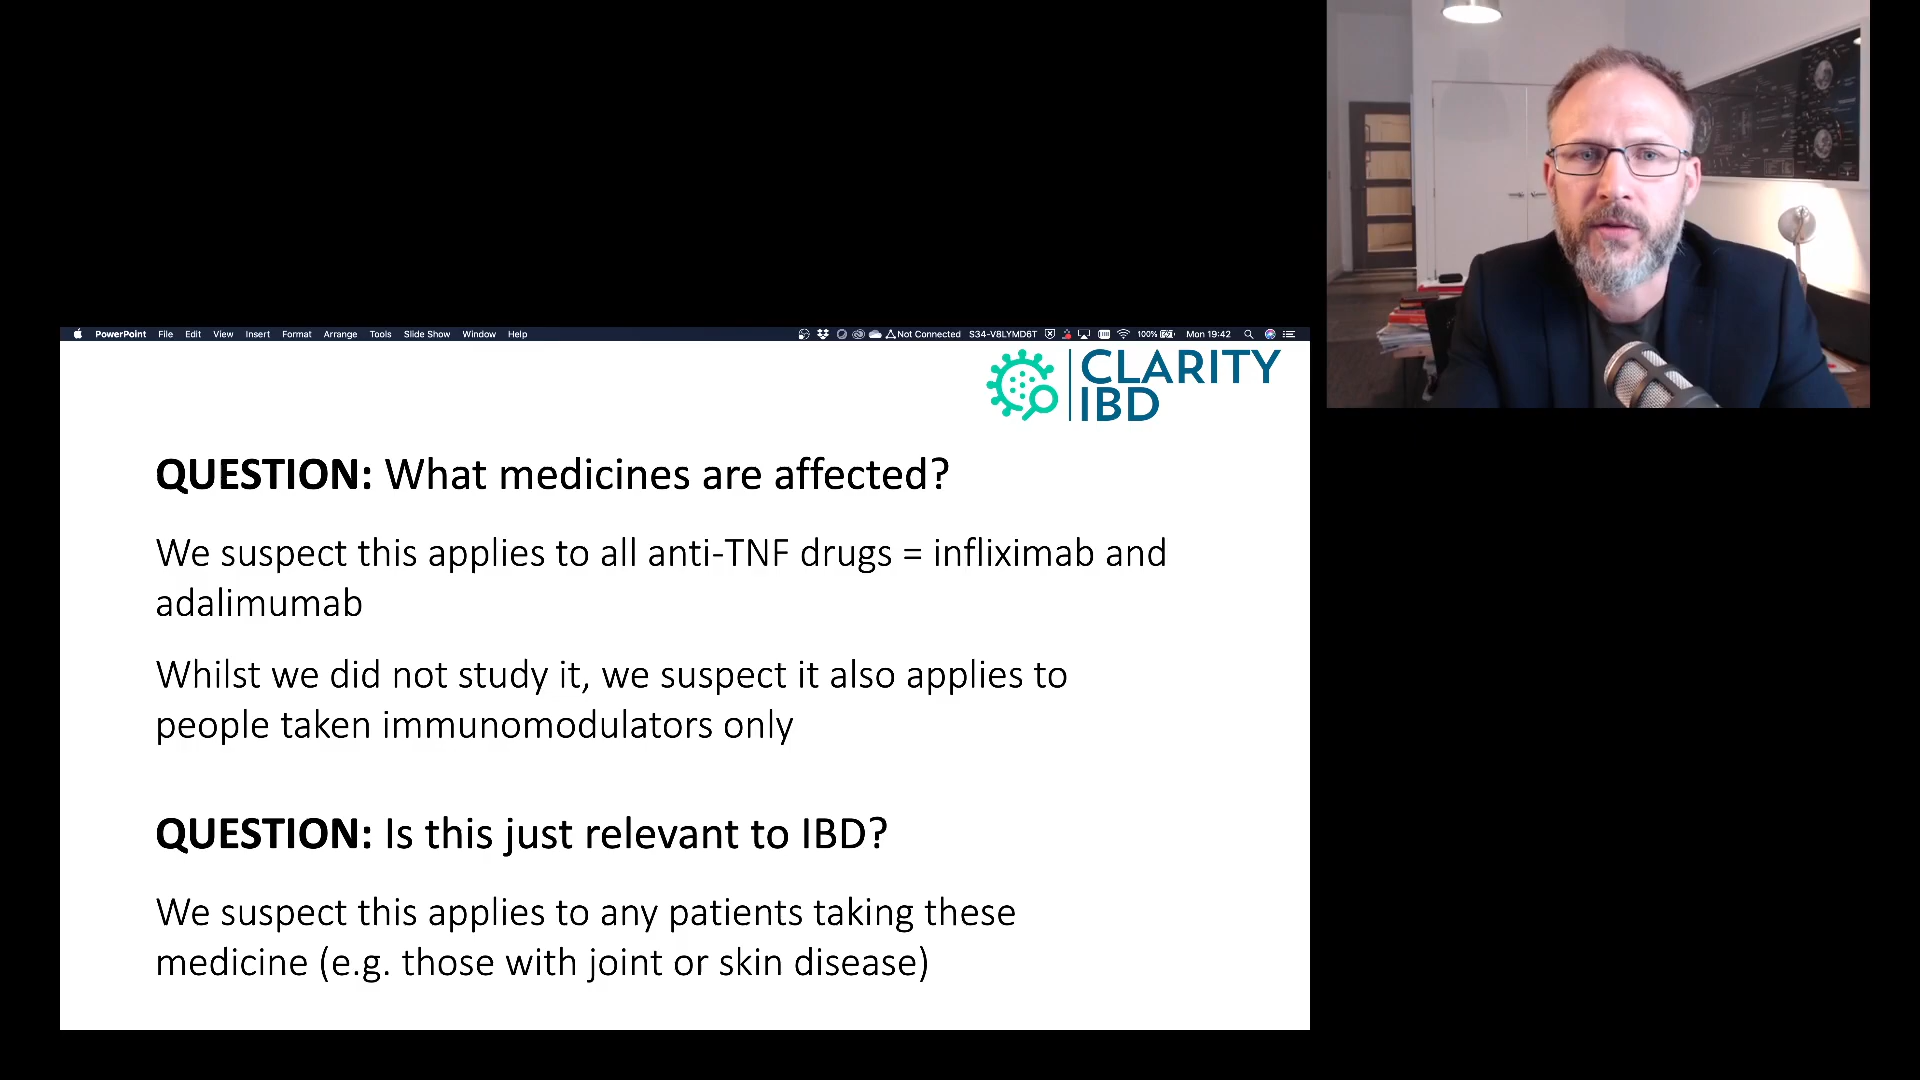 PowerPoint File Edit View Insert Format Arrange Tools Slide Show Window Help Not Connected S34-V8LYMD6T 100% Mon 19:42
CLARITY
IBD
QUESTION: What medicines are affected?
We suspect this applies to all anti-TNF drugs = infliximab and
adalimumab
Whilst we did not study it, we suspect it also applies to
people taken immunomodulators only
QUESTION: Is this just relevant to IBD?
We suspect this applies to any patients taking these
medicine (e.g. those with joint or skin disease)